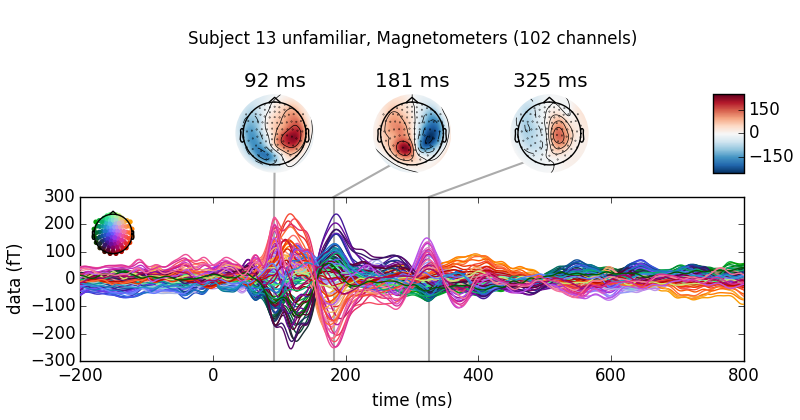 Subject 13 unfamiliar, Magnetometers (102 channels)
92 ms 181 ms 325 ms
150
0
−150
300
200
100
0
−100
−200
−300
data (fT)
−200 0 200 400 600 800
time (ms)